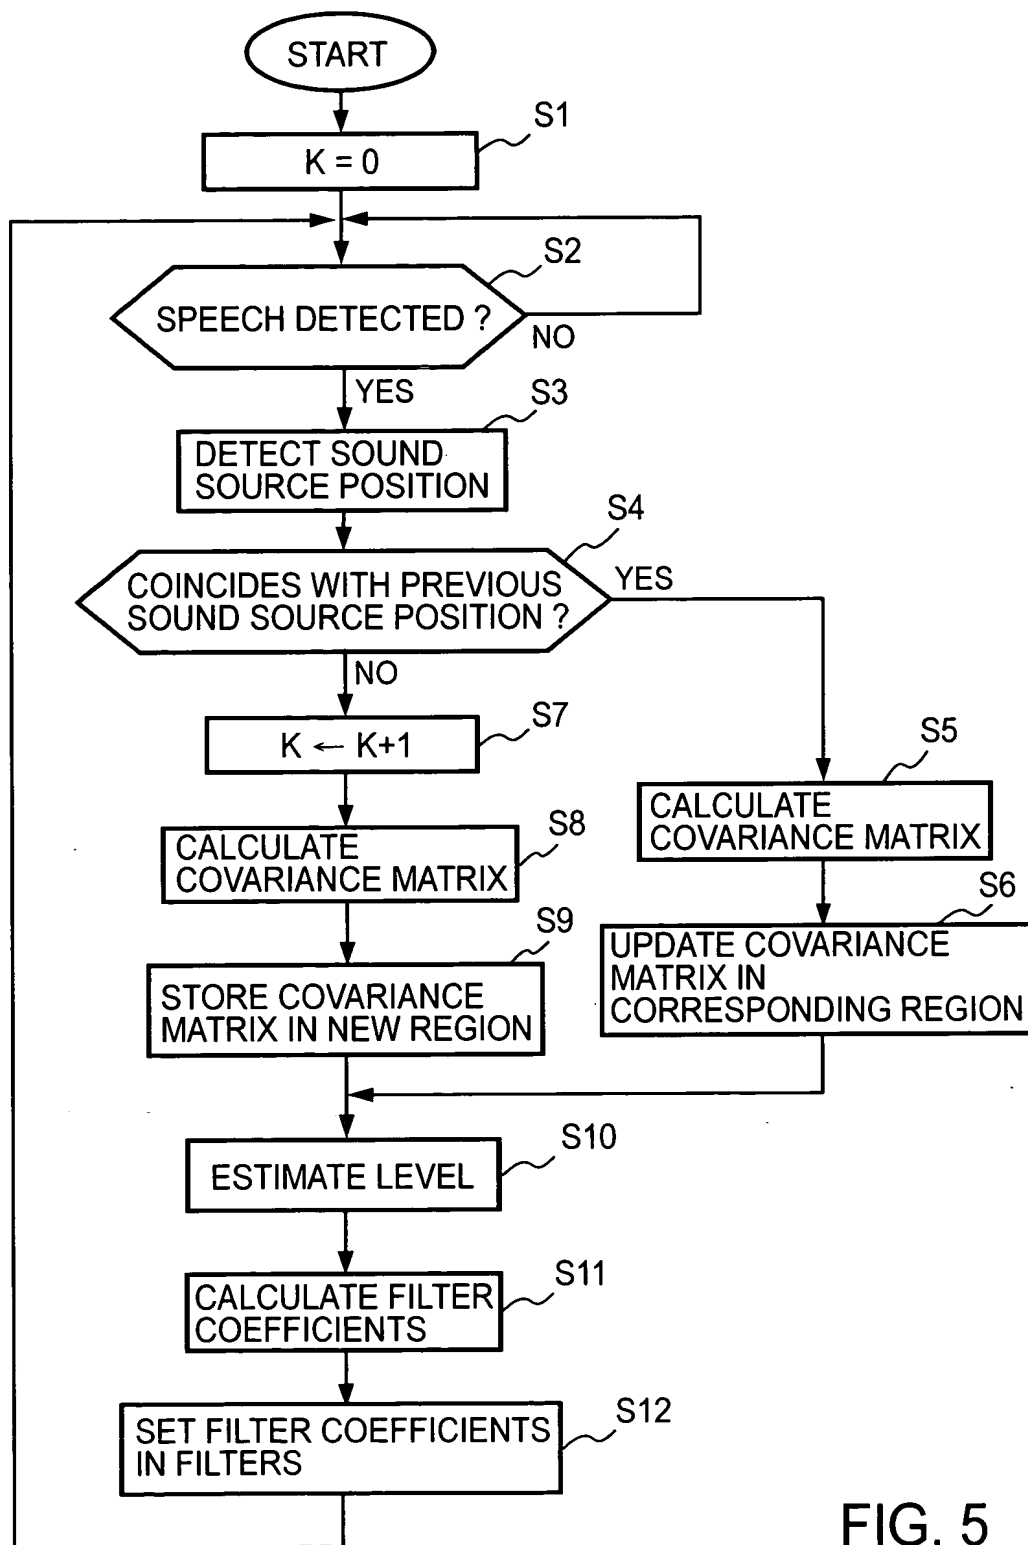 START
S1
K = 0
S2
SPEECH DETECTED ?
NO
YES
S3
DETECT SOUND
SOURCE POSITION
S4
COINCIDES WITH PREVIOUS
SOUND SOURCE POSITION ?
YES
NO
S7
K ← K+1
S5
CALCULATE
COVARIANCE MATRIX
S8
CALCULATE
COVARIANCE MATRIX
S6
UPDATE COVARIANCE
MATRIX IN
CORRESPONDING REGION
S9
STORE COVARIANCE
MATRIX IN NEW REGION
S10
ESTIMATE LEVEL
S11
CALCULATE FILTER
COEFFICIENTS
S12
SET FILTER COEFFICIENTS
IN FILTERS
FIG. 5